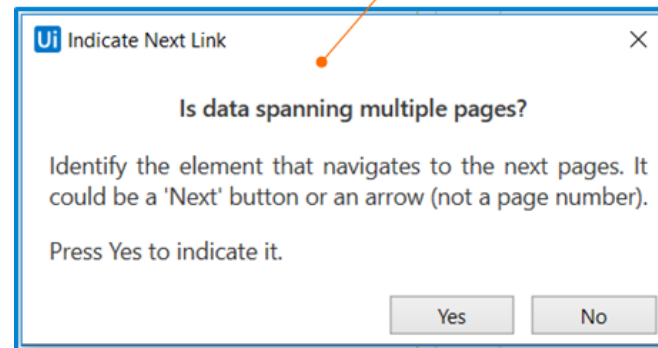 Ui Indicate Next Link
Is data spanning multiple pages?
Identify the element that navigates to the next pages. It
could be a 'Next' button or an arrow (not a page number).
Press Yes to indicate it.
Yes No